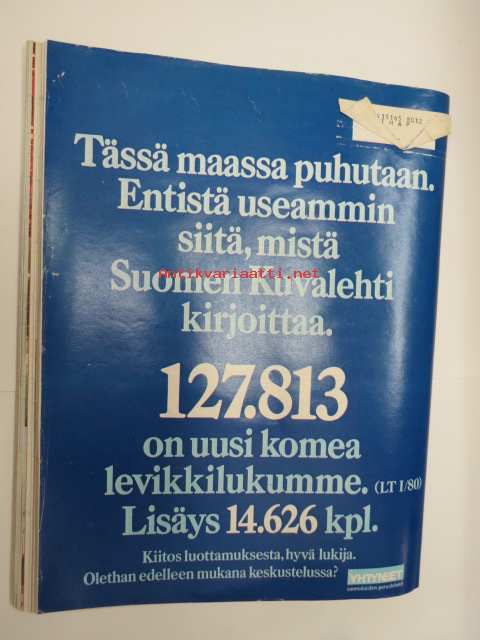 Tässä maassa puhutaan.
Entistä useammin
siitä, mistä
Suomen Kuvalehti
Antikvariaatti.net
kirjoittaa.
127.813
on uusi komea
levikkilukumme. (LT I/80)
Lisäys 14.626 kpl.
Kiitos luottamuksesta, hyvä lukija.
Olethan edelleen mukana keskustelussa?
YHTYNEET